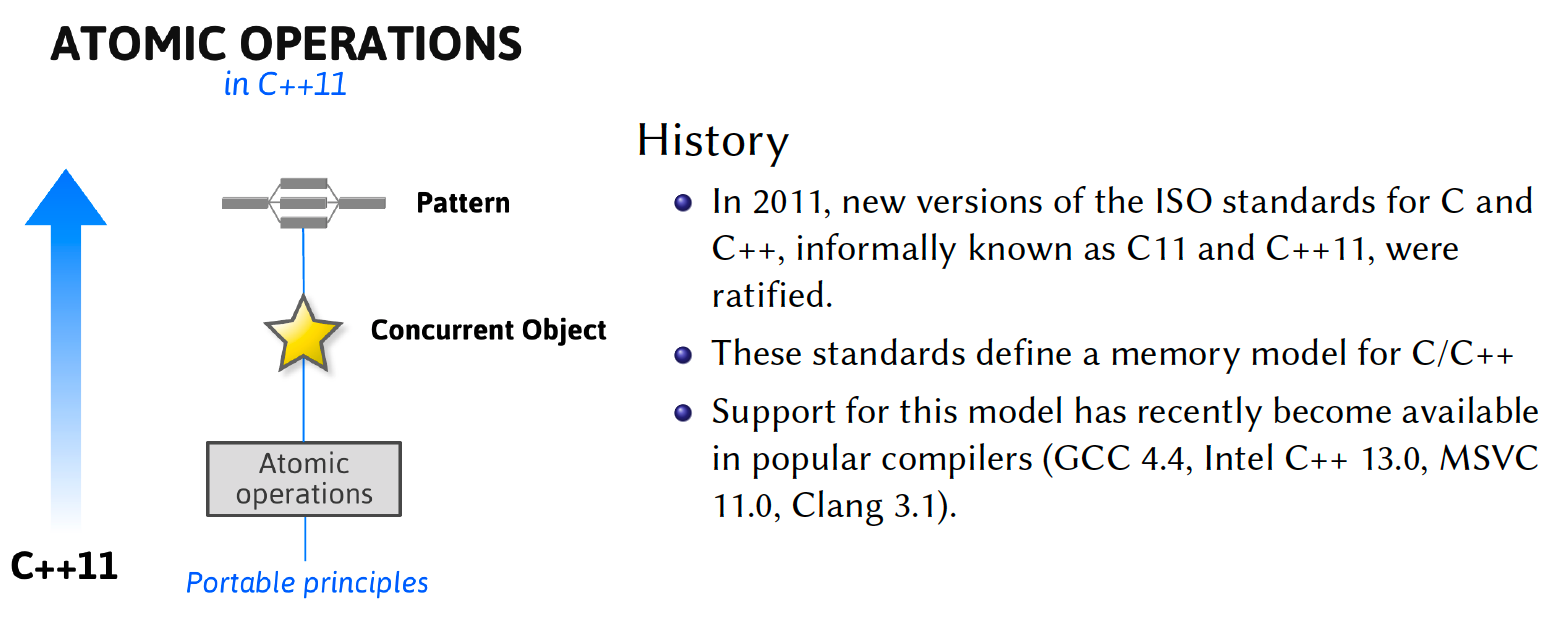 ATOMIC OPERATIONS
in C++11
Pattern
Concurrent Object
Atomic
operations
C++11
Portable principles
History
In 2011, new versions of the ISO standards for C and
C++, informally known as C11 and C++11, were
ratified.
These standards define a memory model for C/C++
Support for this model has recently become available
in popular compilers (GCC 4.4, Intel C++ 13.0, MSVC
11.0, Clang 3.1).